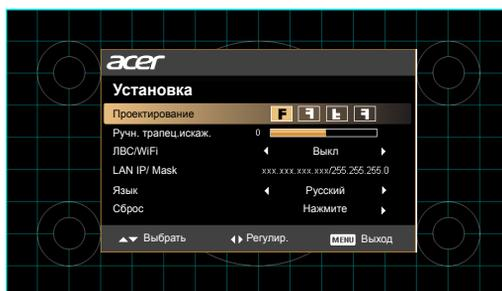 acer
Установка
Проектирование F F F F
Ручн. трапец.искаж. 0
ЛВС/WiFi Выкл
LAN IP/ Mask xxx.xxx.xxx.xxx/255.255.255.0
Язык Русский
Сброс Нажмите
Выбрать Регулир. MENU Выход